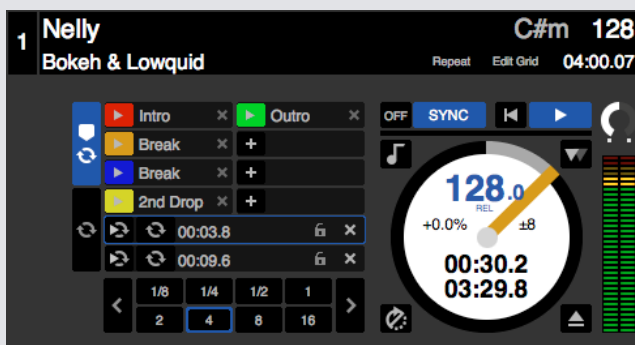 1 Nelly C#m 128
Bokeh & Lowquid Repeat Edit Grid 04:00.07
Intro × Outro × OFF SYNC
Break × +
Break × + 128.0
REL
2nd Drop × + +0.0% ±8
00:03.8 × 00:30.2
00:09.6 × 03:29.8
< 1/8 1/4 1/2 1 >
2 4 8 16